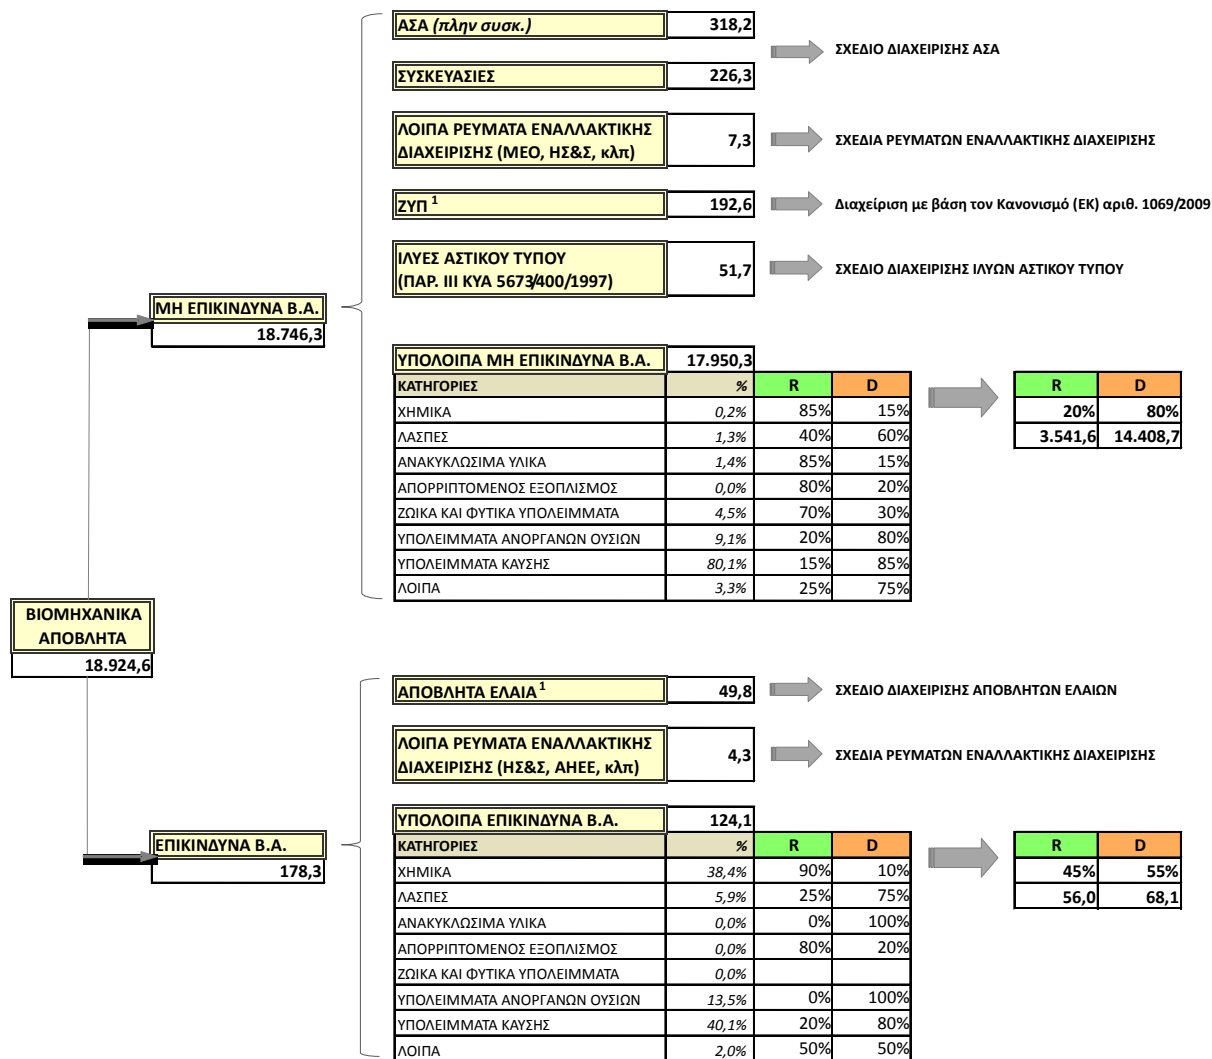 ΑΣΑ (πλην συσκ.) 318,2
ΣΧΕΔΙΟ ΔΙΑΧΕΙΡΙΣΗΣ ΑΣΑ
ΣΥΣΚΕΥΑΣΙΕΣ 226,3
ΛΟΙΠΑ ΡΕΥΜΑΤΑ ΕΝΑΛΛΑΚΤΙΚΗΣ
ΔΙΑΧΕΙΡΙΣΗΣ (ΜΕΟ, ΗΣ&Σ, κλπ) 7,3 ΣΧΕΔΙΑ ΡΕΥΜΑΤΩΝ ΕΝΑΛΛΑΚΤΙΚΗΣ ΔΙΑΧΕΙΡΙΣΗΣ
ΖΥΠ 1 192,6 Διαχείριση με βάση τον Κανονισμό (ΕΚ) αριθ. 1069/2009
ΙΛΥΕΣ ΑΣΤΙΚΟΥ ΤΥΠΟΥ
(ΠΑΡ. ΙΙΙ ΚΥΑ 5673/400/1997) 51,7 ΣΧΕΔΙΟ ΔΙΑΧΕΙΡΙΣΗΣ ΙΛΥΩΝ ΑΣΤΙΚΟΥ ΤΥΠΟΥ
ΜΗ ΕΠΙΚΙΝΔΥΝΑ Β.Α.
18.746,3
ΥΠΟΛΟΙΠΑ ΜΗ ΕΠΙΚΙΝΔΥΝΑ Β.Α. 17.950,3
ΚΑΤΗΓΟΡΙΕΣ % R D
ΧΗΜΙΚΑ 0,2% 85% 15%
ΛΑΣΠΕΣ 1,3% 40% 60%
ΑΝΑΚΥΚΛΩΣΙΜΑ ΥΛΙΚΑ 1,4% 85% 15%
ΑΠΟΡΡΙΠΤΟΜΕΝΟΣ ΕΞΟΠΛΙΣΜΟΣ 0,0% 80% 20%
ΖΩΙΚΑ ΚΑΙ ΦΥΤΙΚΑ ΥΠΟΛΕΙΜΜΑΤΑ 4,5% 70% 30%
ΥΠΟΛΕΙΜΜΑΤΑ ΑΝΟΡΓΑΝΩΝ ΟΥΣΙΩΝ 9,1% 20% 80%
ΥΠΟΛΕΙΜΜΑΤΑ ΚΑΥΣΗΣ 80,1% 15% 85%
ΛΟΙΠΑ 3,3% 25% 75%
R D
20% 80%
3.541,6 14.408,7
ΒΙΟΜΗΧΑΝΙΚΑ
ΑΠΟΒΛΗΤΑ
18.924,6
ΑΠΟΒΛΗΤΑ ΕΛΑΙΑ 1 49,8 ΣΧΕΔΙΟ ΔΙΑΧΕΙΡΙΣΗΣ ΑΠΟΒΛΗΤΩΝ ΕΛΑΙΩΝ
ΛΟΙΠΑ ΡΕΥΜΑΤΑ ΕΝΑΛΛΑΚΤΙΚΗΣ
ΔΙΑΧΕΙΡΙΣΗΣ (ΗΣ&Σ, ΑΗΕΕ, κλπ) 4,3 ΣΧΕΔΙΑ ΡΕΥΜΑΤΩΝ ΕΝΑΛΛΑΚΤΙΚΗΣ ΔΙΑΧΕΙΡΙΣΗΣ
ΕΠΙΚΙΝΔΥΝΑ Β.Α.
178,3
ΥΠΟΛΟΙΠΑ ΕΠΙΚΙΝΔΥΝΑ Β.Α. 124,1
ΚΑΤΗΓΟΡΙΕΣ % R D
ΧΗΜΙΚΑ 38,4% 90% 10%
ΛΑΣΠΕΣ 5,9% 25% 75%
ΑΝΑΚΥΚΛΩΣΙΜΑ ΥΛΙΚΑ 0,0% 0% 100%
ΑΠΟΡΡΙΠΤΟΜΕΝΟΣ ΕΞΟΠΛΙΣΜΟΣ 0,0% 80% 20%
ΖΩΙΚΑ ΚΑΙ ΦΥΤΙΚΑ ΥΠΟΛΕΙΜΜΑΤΑ 0,0%
ΥΠΟΛΕΙΜΜΑΤΑ ΑΝΟΡΓΑΝΩΝ ΟΥΣΙΩΝ 13,5% 0% 100%
ΥΠΟΛΕΙΜΜΑΤΑ ΚΑΥΣΗΣ 40,1% 20% 80%
ΛΟΙΠΑ 2,0% 50% 50%
R D
45% 55%
56,0 68,1